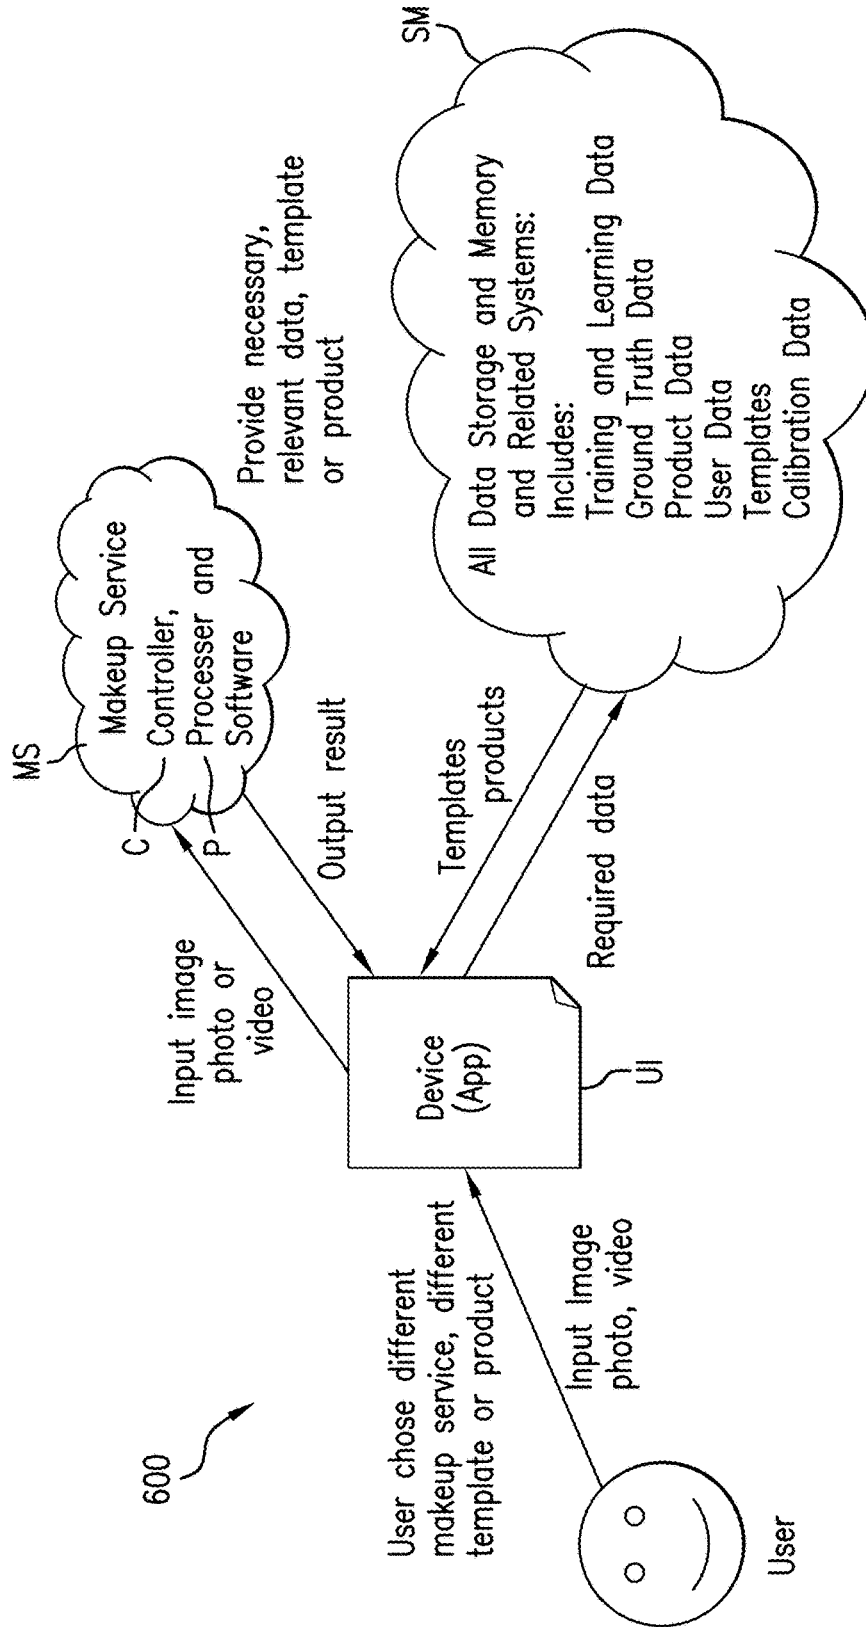 600
User chose different
makeup service, different
template or product
Input Image
photo, video
User
Device
(App)
UI
Input image
photo or
video
Output result
MS
C
P
Makeup Service
Controller,
Processer and
Software
Provide necessary,
relevant data, template
or product
Templates
products
Required data
SM
All Data Storage and Memory
and Related Systems:
Includes:
Training and Learning Data
Ground Truth Data
Product Data
User Data
Templates
Calibration Data